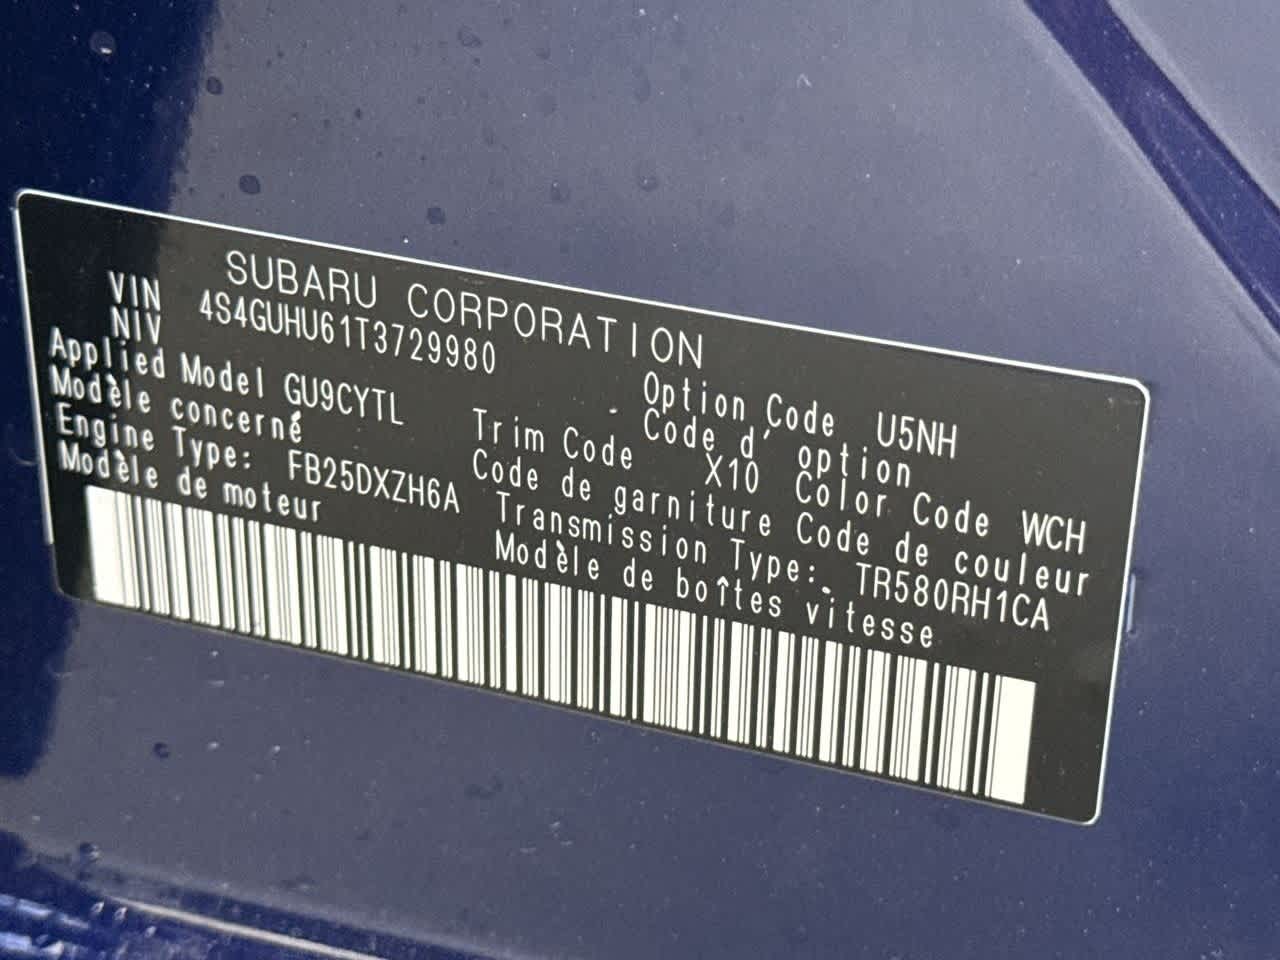 SUBARU CORPORATION
VIN 4S4GUHU61T3729980
NIV
Applied Model GU9CYTL Option Code U5NH
Modèle concerné Trim Code X10 Code d'option
Engine Type: FB25DXZH6A Code de garniture Color Code WCH
Modèle de moteur Transmission Type: TR580RH1CA Code de couleur
Modèle de boîtes vitesse